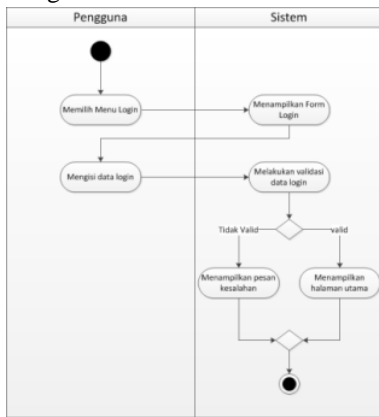 Pengguna
Sistem
Memilih Menu Login
Menampilkan Form
Login
Mengisi data login
Melakukan validasi
data login
Tidak Valid
valid
Menampilkan pesan
kesalahan
Menampilkan
halaman utama